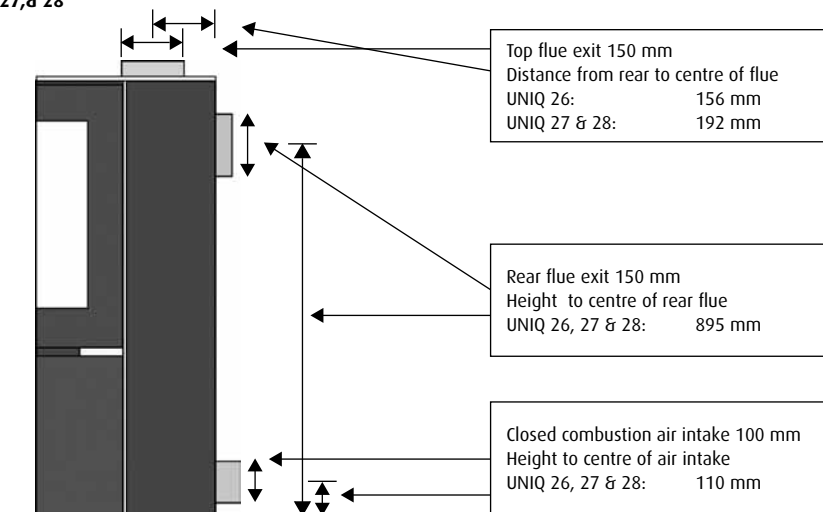 27,& 28
Top flue exit 150 mm
Distance from rear to centre of flue
UNIQ 26: 156 mm
UNIQ 27 & 28: 192 mm
Rear flue exit 150 mm
Height to centre of rear flue
UNIQ 26, 27 & 28: 895 mm
Closed combustion air intake 100 mm
Height to centre of air intake
UNIQ 26, 27 & 28: 110 mm